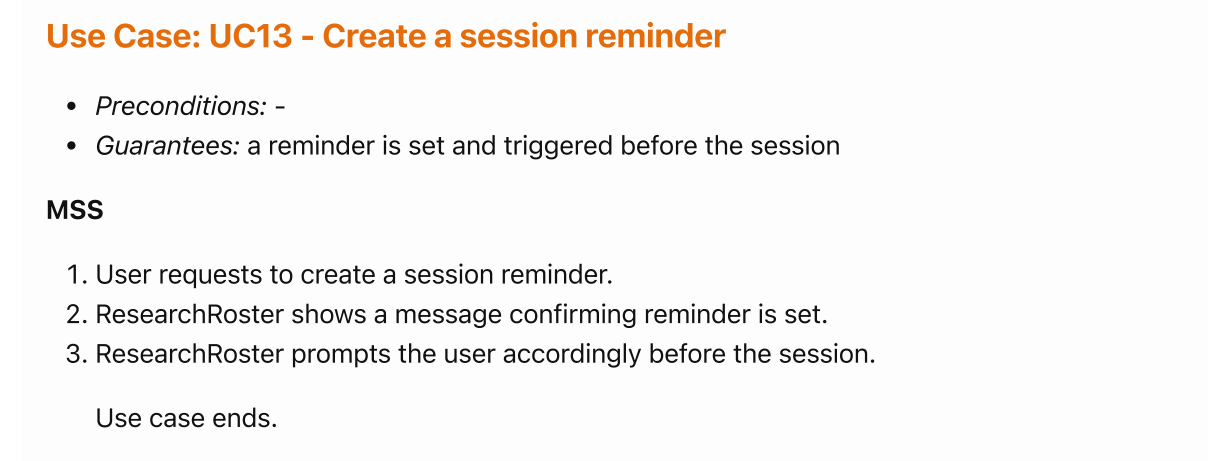 Use Case: UC13 - Create a session reminder
• Preconditions: -
• Guarantees: a reminder is set and triggered before the session
MSS
1. User requests to create a session reminder.
2. ResearchRoster shows a message confirming reminder is set.
3. ResearchRoster prompts the user accordingly before the session.
Use case ends.